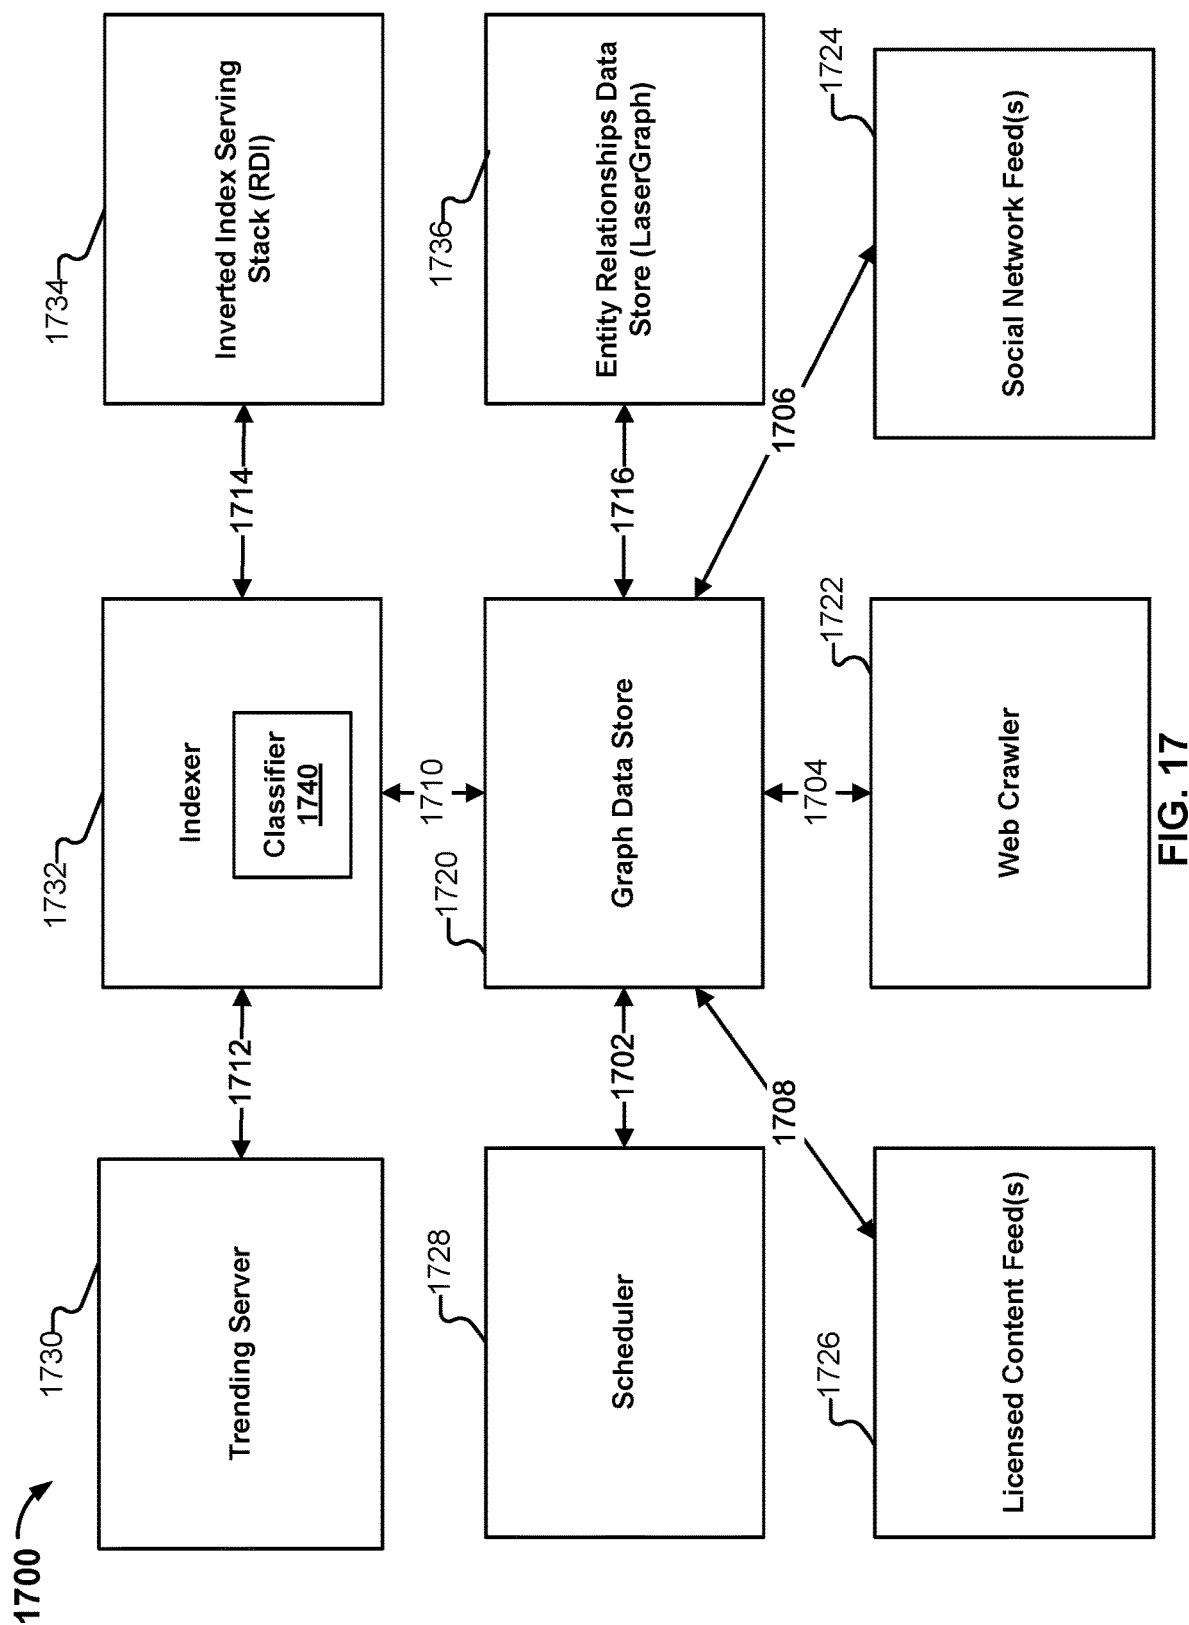 1700
1730
Trending Server
1712
1732
Indexer
Classifier
1740
1714
1734
Inverted Index Serving
Stack (RDI)
1710
1728
Scheduler
1702
1720
Graph Data Store
1716
1736
Entity Relationships Data
Store (LaserGraph)
1708
1704
1706
1726
Licensed Content Feed(s)
1722
Web Crawler
1724
Social Network Feed(s)
FIG. 17